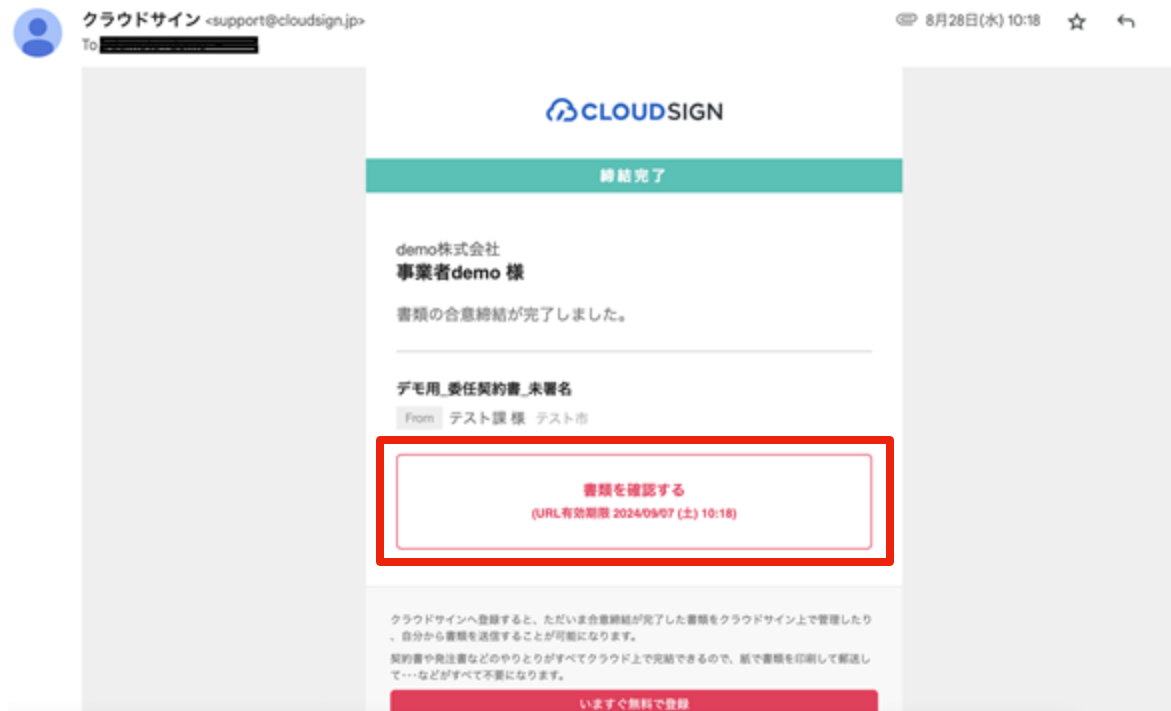 クラウドサイン <support@cloudsign.jp>
8月28日(水) 10:18
To
CLOUDSIGN
締結完了
demo株式会社
事業者demo 様
書類の合意締結が完了しました。
デモ用_委任契約書_未署名
From テスト課 様 テスト市
書類を確認する
(URL有効期限 2024/09/07 (土) 10:18)
クラウドサインへ登録すると、ただいま合意締結が完了した書類をクラウドサイン上で管理したり
、自分から書類を送信することが可能になります。
契約書や発注書などのやりとりがすべてクラウド上で完結できるので、紙で書類を印刷して郵送し
て･･･などがすべて不要になります。
いますぐ無料で登録